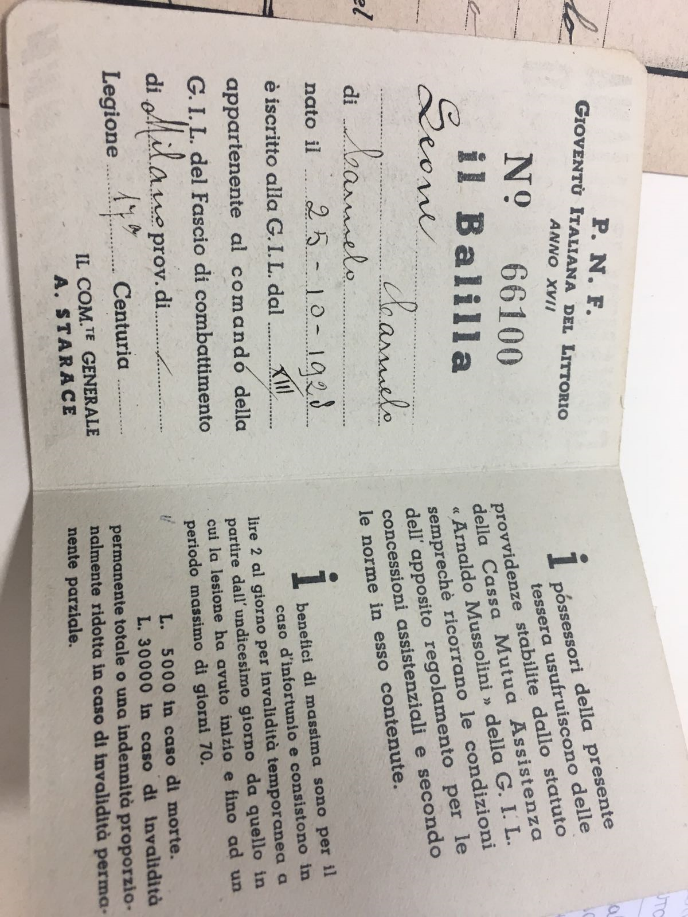 P. N. F.
GIOVENTÙ ITALIANA DEL LITTORIO
ANNO XVII
Nº 66100
il Balilla
Leone Carmelo
di Carmelo
nato il 25-10-1928
è iscritto alla G.I.L. dal XIII
appartenente al comando della
G.I.L. del Fascio di combattimento
di Milano prov. di
Legione 17ª Centuria
IL COM.TE GENERALE
A. STARACE
i possessori della presente
tessera usufruiscono delle
provvidenze stabilite dallo statuto
della Cassa Mutua Assistenza
« Arnaldo Mussolini » della G. I. L.
semprechè ricorrano le condizioni
dell'apposito regolamento per le
concessioni assistenziali e secondo
le norme in esso contenute.
i benefici di massima sono per il
caso d'infortunio e consistono in
lire 2 al giorno per invalidità temporanea a
partire dall'undicesimo giorno da quello in
cui la lesione ha avuto inizio e fino ad un
periodo massimo di giorni 70.
L. 5000 in caso di morte.
L. 30000 in caso di invalidità
permanente totale o una indennità proporzio-
nalmente ridotta in caso di invalidità perma-
nente parziale.